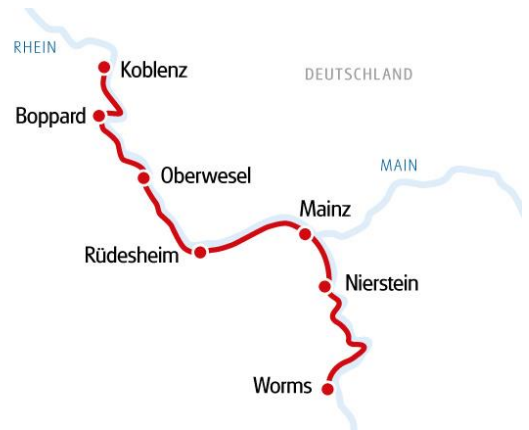 RHEIN
Koblenz
DEUTSCHLAND
Boppard
Oberwesel
MAIN
Mainz
Rüdesheim
Nierstein
Worms